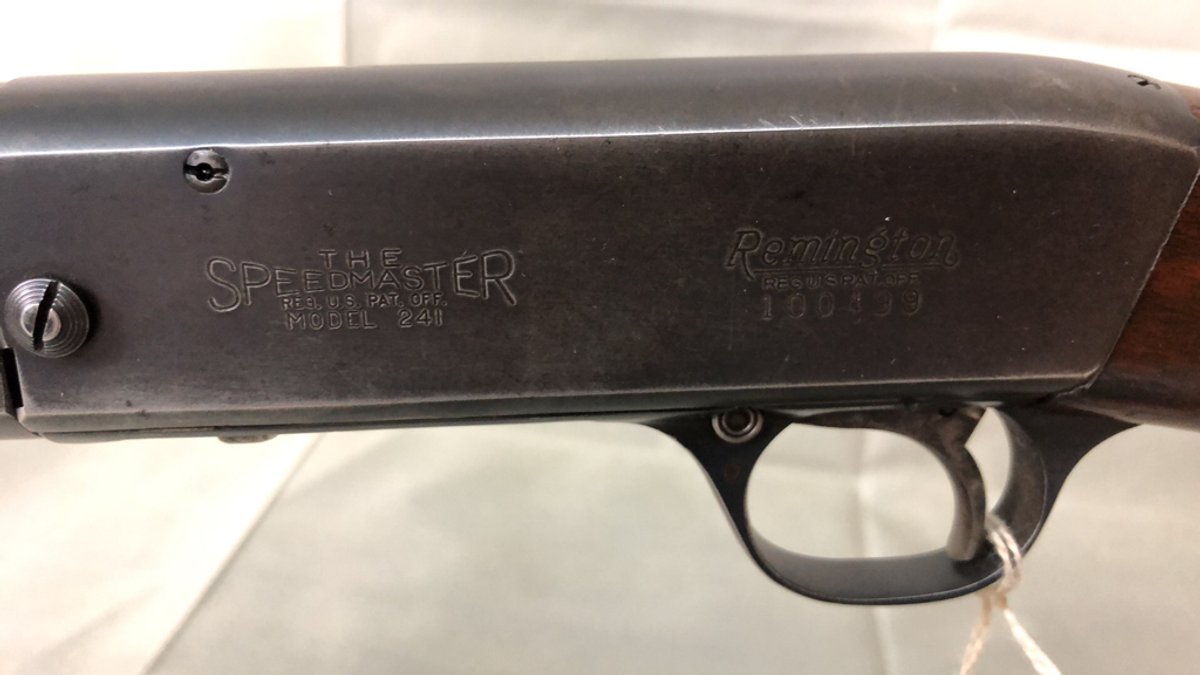 THE
SPEEDMASTER
REG. U.S. PAT. OFF.
MODEL 241
Remington
REG. U.S. PAT. OFF.
100499